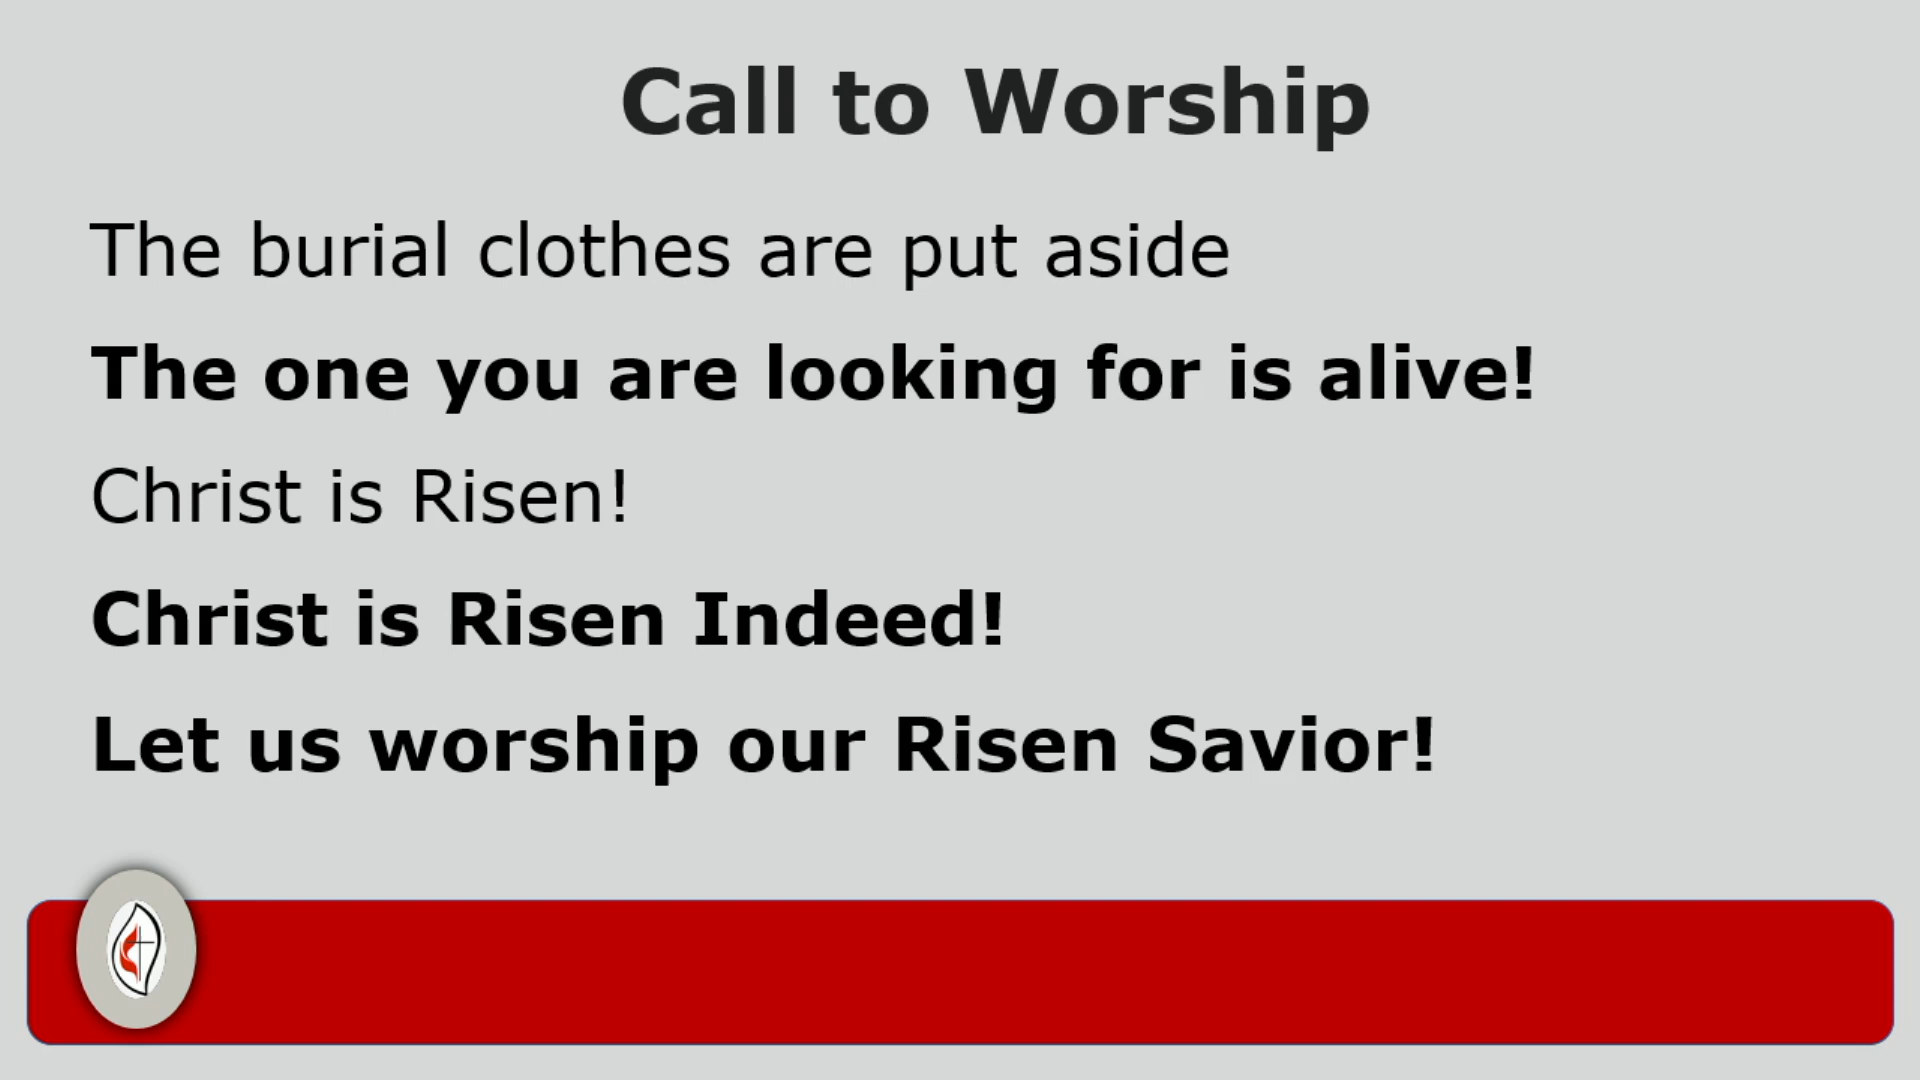 Call to Worship
The burial clothes are put aside
The one you are looking for is alive!
Christ is Risen!
Christ is Risen Indeed!
Let us worship our Risen Savior!